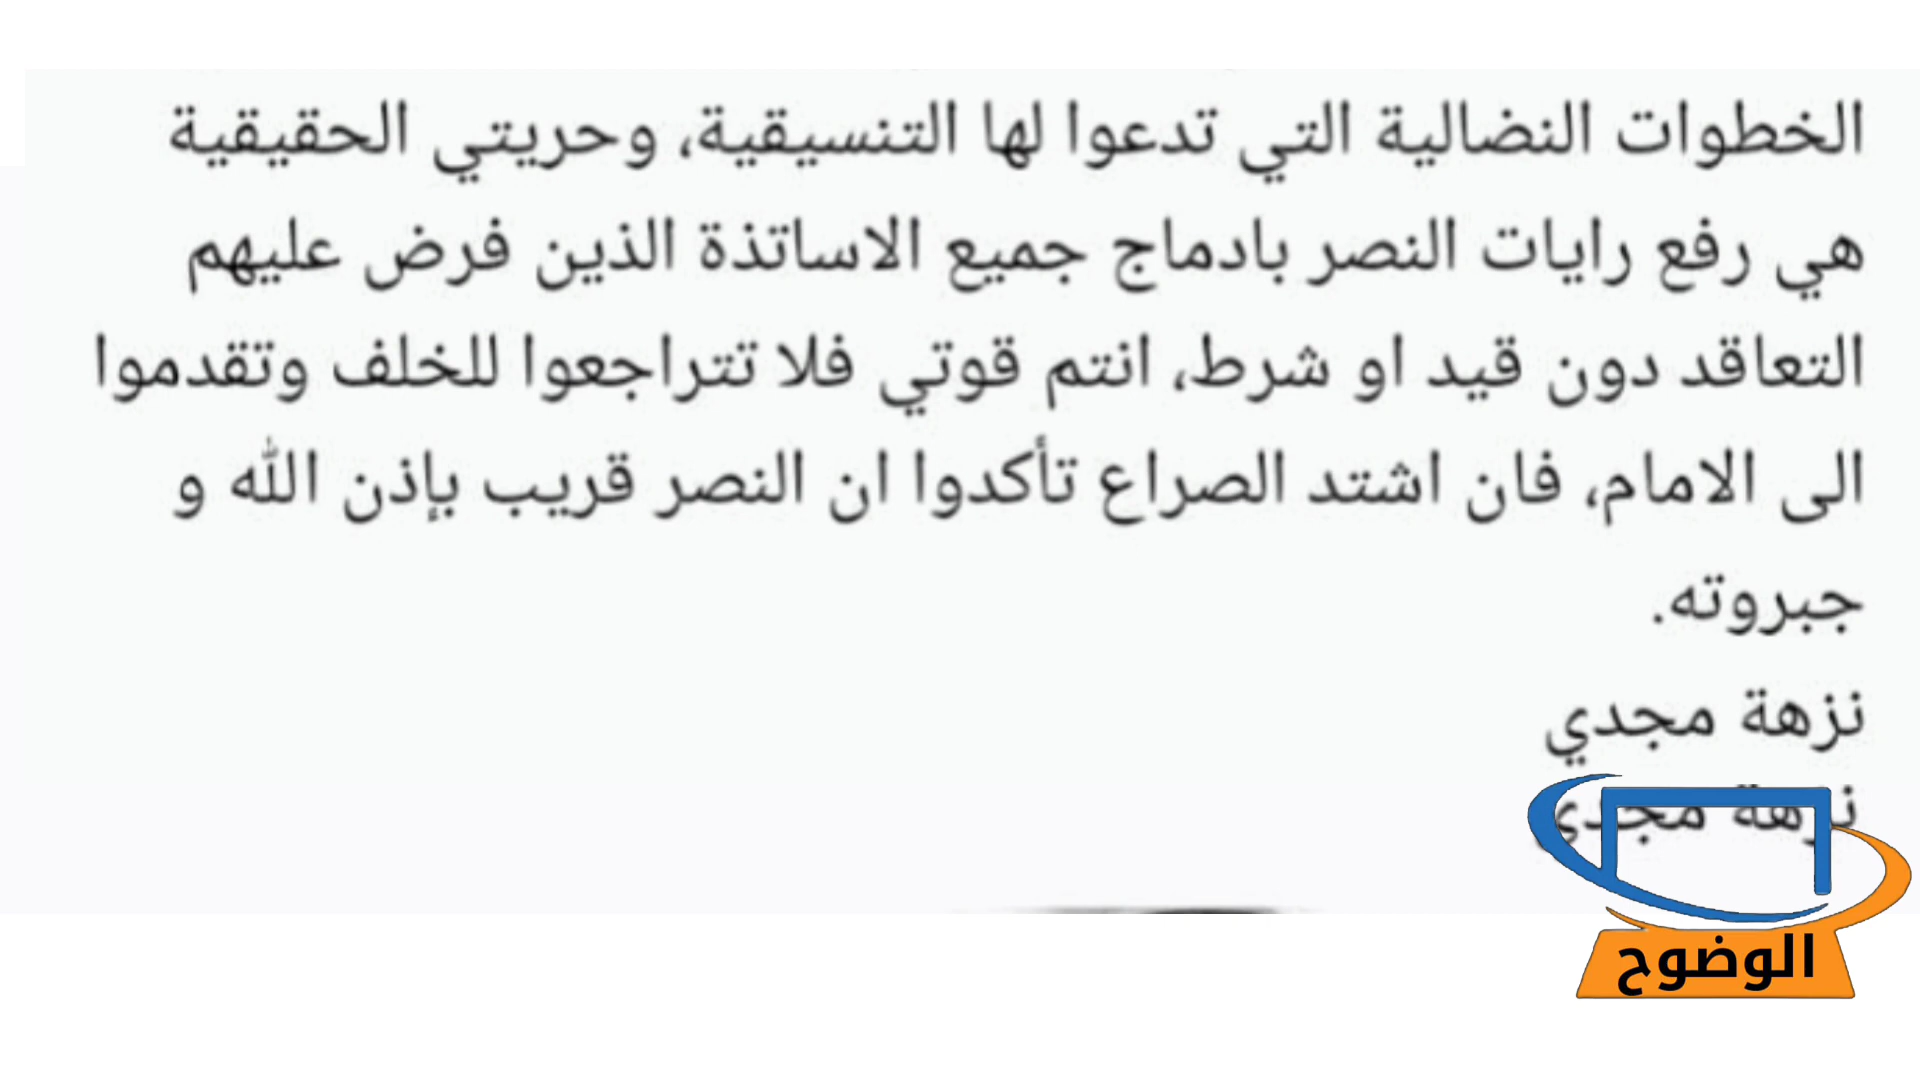 الخطوات النضالية التي تدعوا لها التنسيقية، وحريتي الحقيقية
هي رفع رايات النصر بادماج جميع الاساتذة الذين فرض عليهم
التعاقد دون قيد او شرط، انتم قوتي فلا تتراجعوا للخلف وتقدموا
الى الامام، فان اشتد الصراع تأكدوا ان النصر قريب بإذن الله و
جبروته.
نزهة مجدي
نزهة مجدي
الوضوح